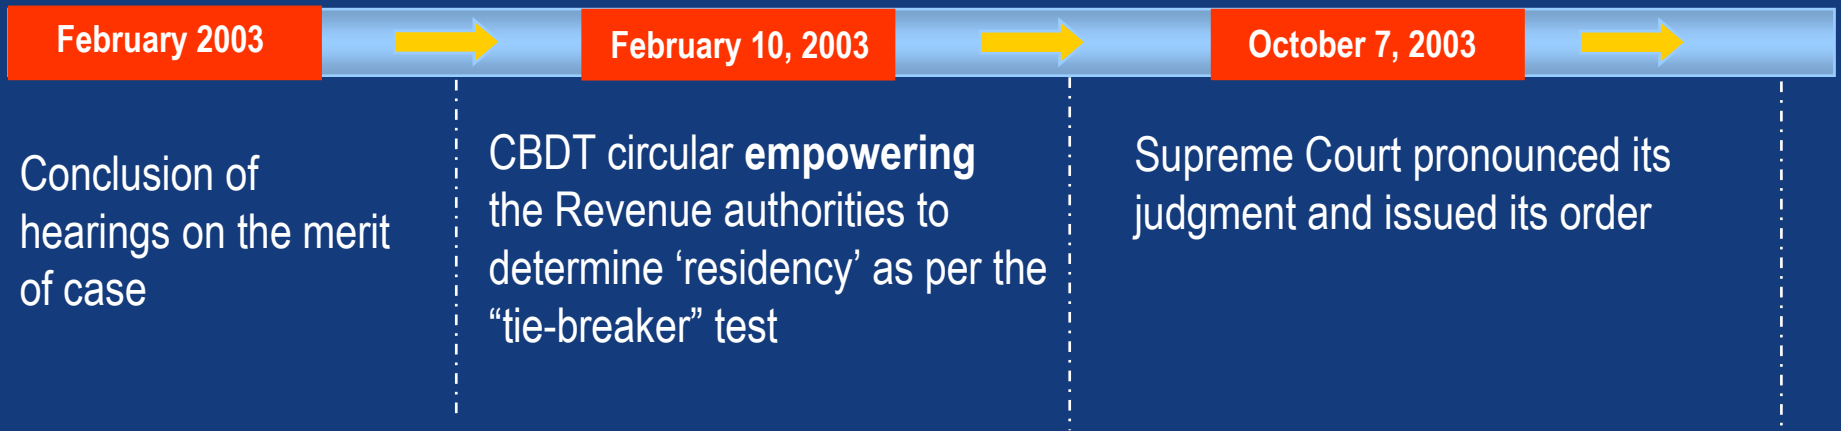 February 2003
February 10, 2003
October 7, 2003
Conclusion of
hearings on the merit
of case
CBDT circular empowering
the Revenue authorities to
determine ‘residency’ as per the
“tie-breaker” test
Supreme Court pronounced its
judgment and issued its order